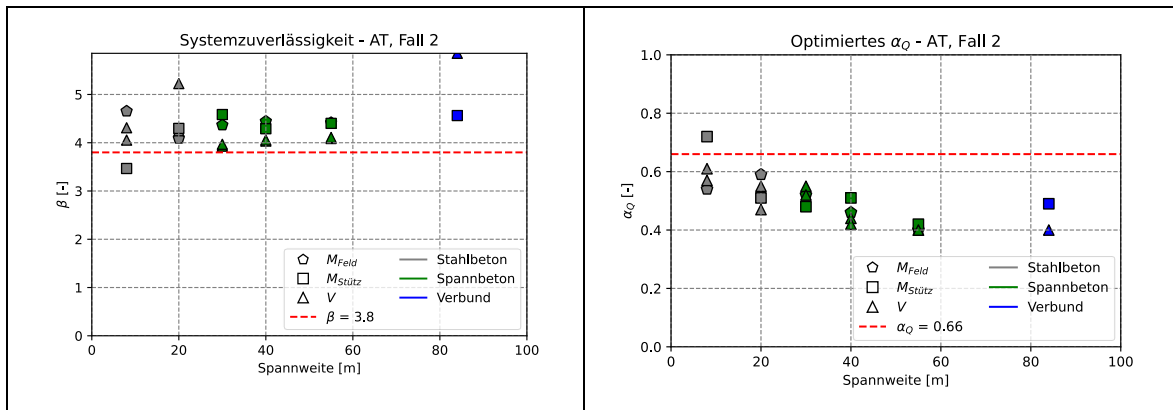 Systemzuverlässigkeit - AT, Fall 2
5
4
3
2
1
0
β [-]
M_Feld
M_Stütz
V
β = 3.8
Stahlbeton
Spannbeton
Verbund
0 20 40 60 80 100
Spannweite [m]
Optimiertes α_Q - AT, Fall 2
1.0
0.8
0.6
0.4
0.2
0.0
α_Q [-]
M_Feld
M_Stütz
V
α_Q = 0.66
Stahlbeton
Spannbeton
Verbund
0 20 40 60 80 100
Spannweite [m]